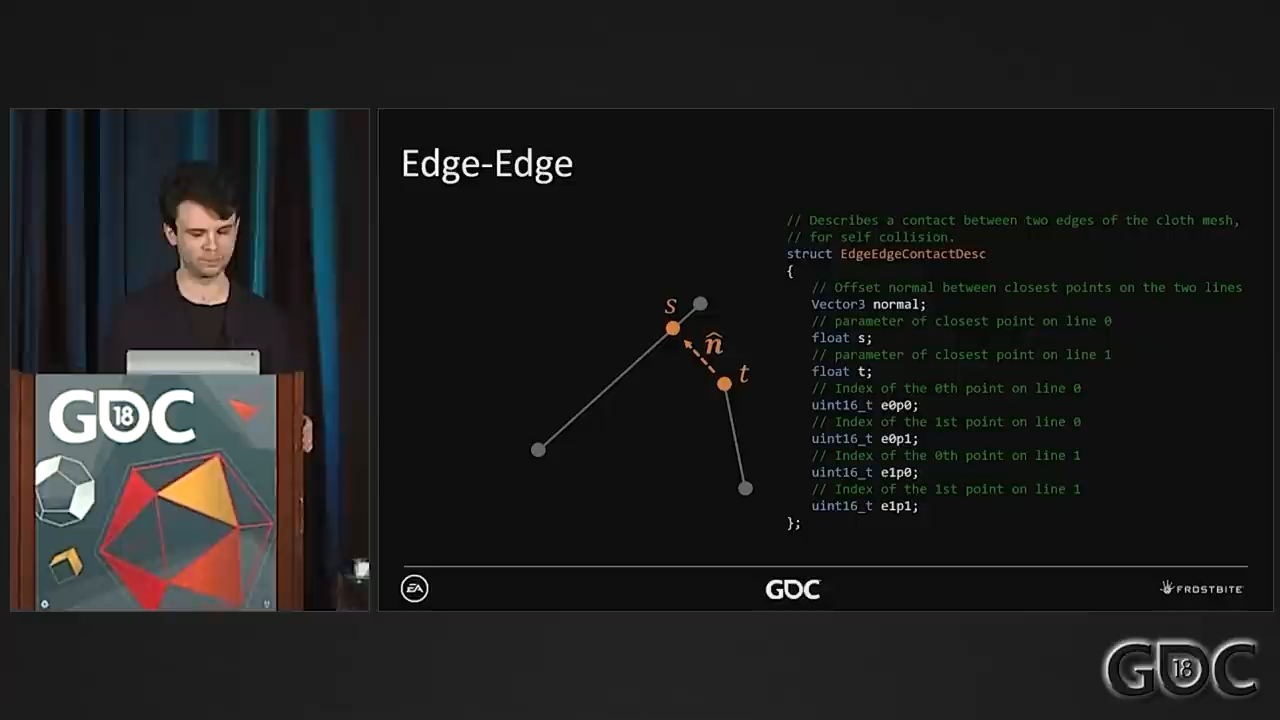 Edge-Edge
s
n̂
t
// Describes a contact between two edges of the cloth mesh,
// for self collision.
struct EdgeEdgeContactDesc
{
// Offset normal between closest points on the two lines
Vector3 normal;
// parameter of closest point on line 0
float s;
// parameter of closest point on line 1
float t;
// Index of the 0th point on line 0
uint16_t e0p0;
// Index of the 1st point on line 0
uint16_t e0p1;
// Index of the 0th point on line 1
uint16_t e1p0;
// Index of the 1st point on line 1
uint16_t e1p1;
};
EA
GDC
FROSTBITE
GDC
18
GDC
18